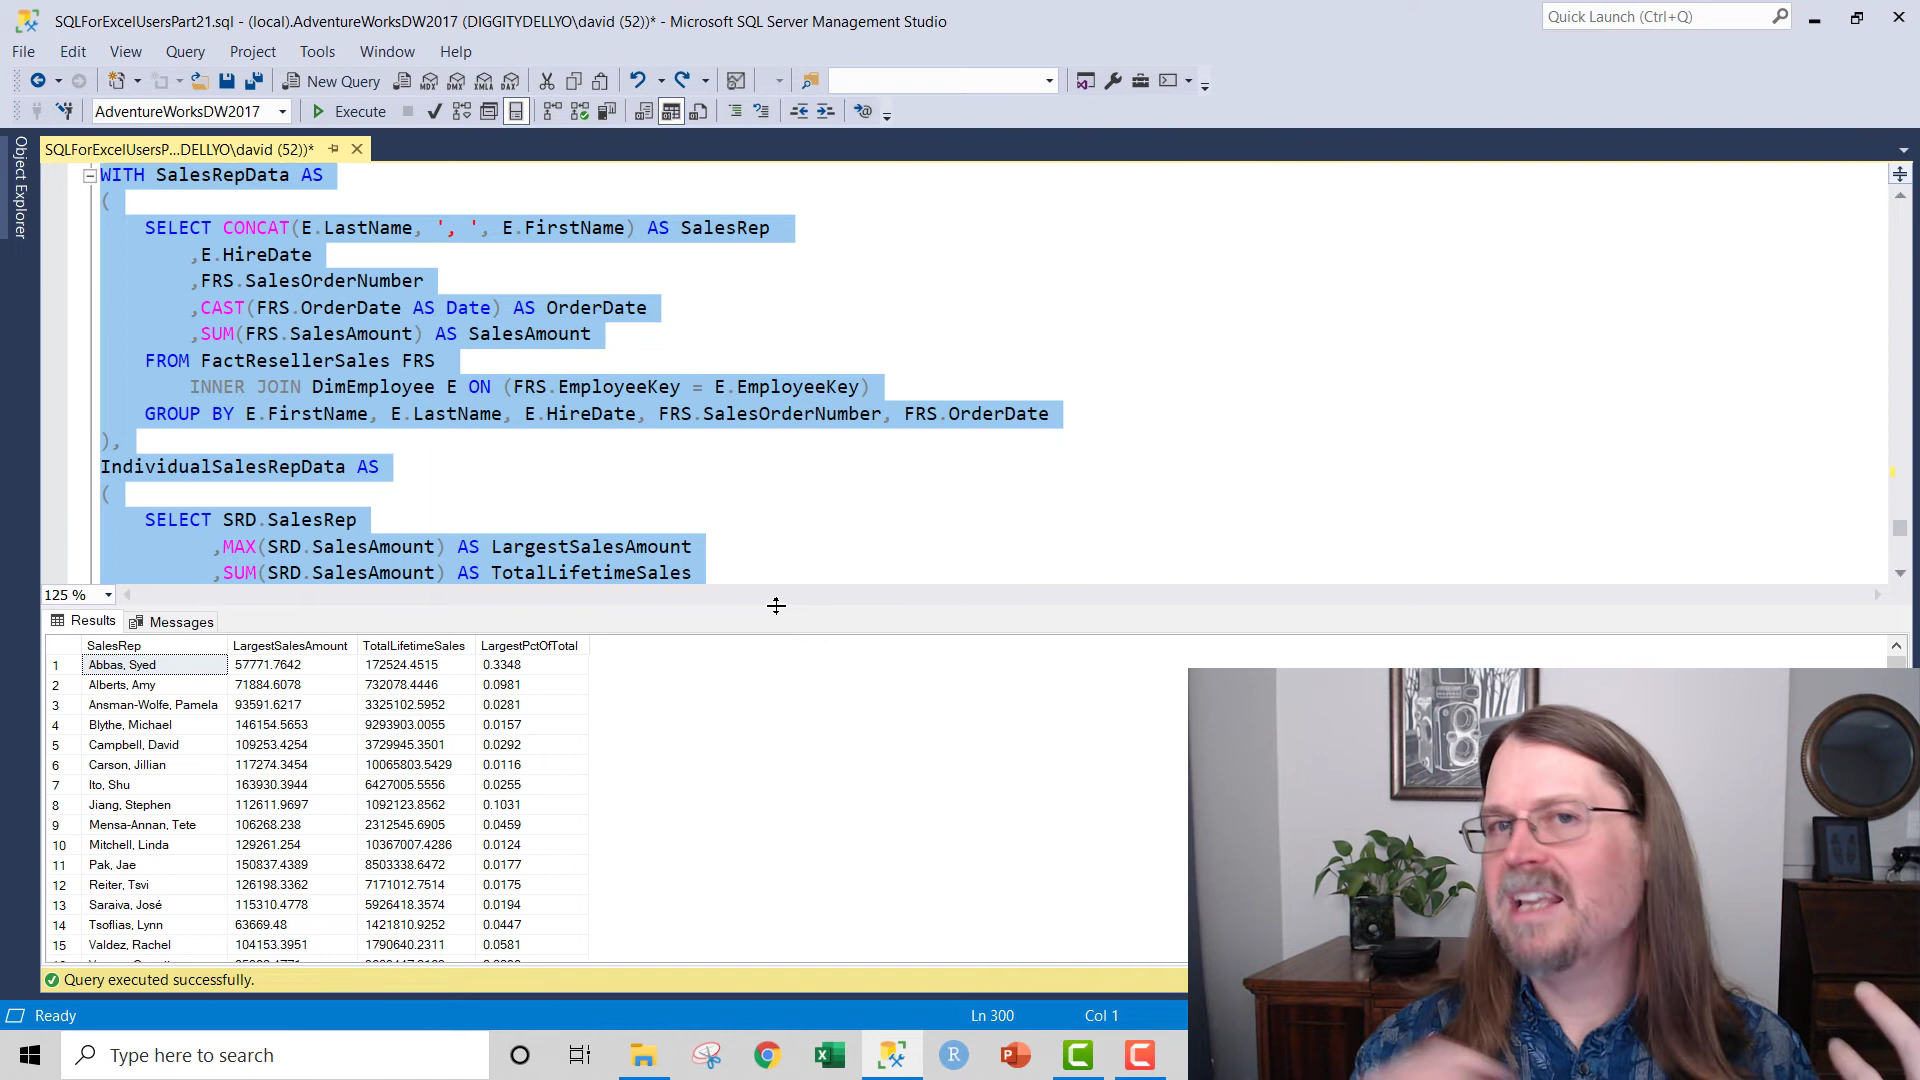 SQLForExcelUsersPart21.sql - (local).AdventureWorksDW2017 (DIGGITYDELLYO\david (52))* - Microsoft SQL Server Management Studio
Quick Launch (Ctrl+Q)
File Edit View Query Project Tools Window Help
New Query
MDX DMX XMLA DAX
AdventureWorksDW2017
Execute
SQLForExcelUsersP...DELLYO\david (52))*
Object Explorer
WITH SalesRepData AS
(
SELECT CONCAT(E.LastName, ', ', E.FirstName) AS SalesRep
,E.HireDate
,FRS.SalesOrderNumber
,CAST(FRS.OrderDate AS Date) AS OrderDate
,SUM(FRS.SalesAmount) AS SalesAmount
FROM FactResellerSales FRS
INNER JOIN DimEmployee E ON (FRS.EmployeeKey = E.EmployeeKey)
GROUP BY E.FirstName, E.LastName, E.HireDate, FRS.SalesOrderNumber, FRS.OrderDate
),
IndividualSalesRepData AS
(
SELECT SRD.SalesRep
,MAX(SRD.SalesAmount) AS LargestSalesAmount
,SUM(SRD.SalesAmount) AS TotalLifetimeSales
125 %
Results Messages
SalesRep LargestSalesAmount TotalLifetimeSales LargestPctOfTotal
1 Abbas, Syed 57771.7642 172524.4515 0.3348
2 Alberts, Amy 71884.6078 732078.4446 0.0981
3 Ansman-Wolfe, Pamela 93591.6217 3325102.5952 0.0281
4 Blythe, Michael 146154.5653 9293903.0055 0.0157
5 Campbell, David 109253.4254 3729945.3501 0.0292
6 Carson, Jillian 117274.3454 10065803.5429 0.0116
7 Ito, Shu 163930.3944 6427005.5556 0.0255
8 Jiang, Stephen 112611.9697 1092123.8562 0.1031
9 Mensa-Annan, Tete 106268.238 2312545.6905 0.0459
10 Mitchell, Linda 129261.254 10367007.4286 0.0124
11 Pak, Jae 150837.4389 8503338.6472 0.0177
12 Reiter, Tsvi 126198.3362 7171012.7514 0.0175
13 Saraiva, José 115310.4778 5926418.3574 0.0194
14 Tsoflias, Lynn 63669.48 1421810.9252 0.0447
15 Valdez, Rachel 104153.3951 1790640.2311 0.0581
Query executed successfully.
Ready Ln 300 Col 1
Type here to search